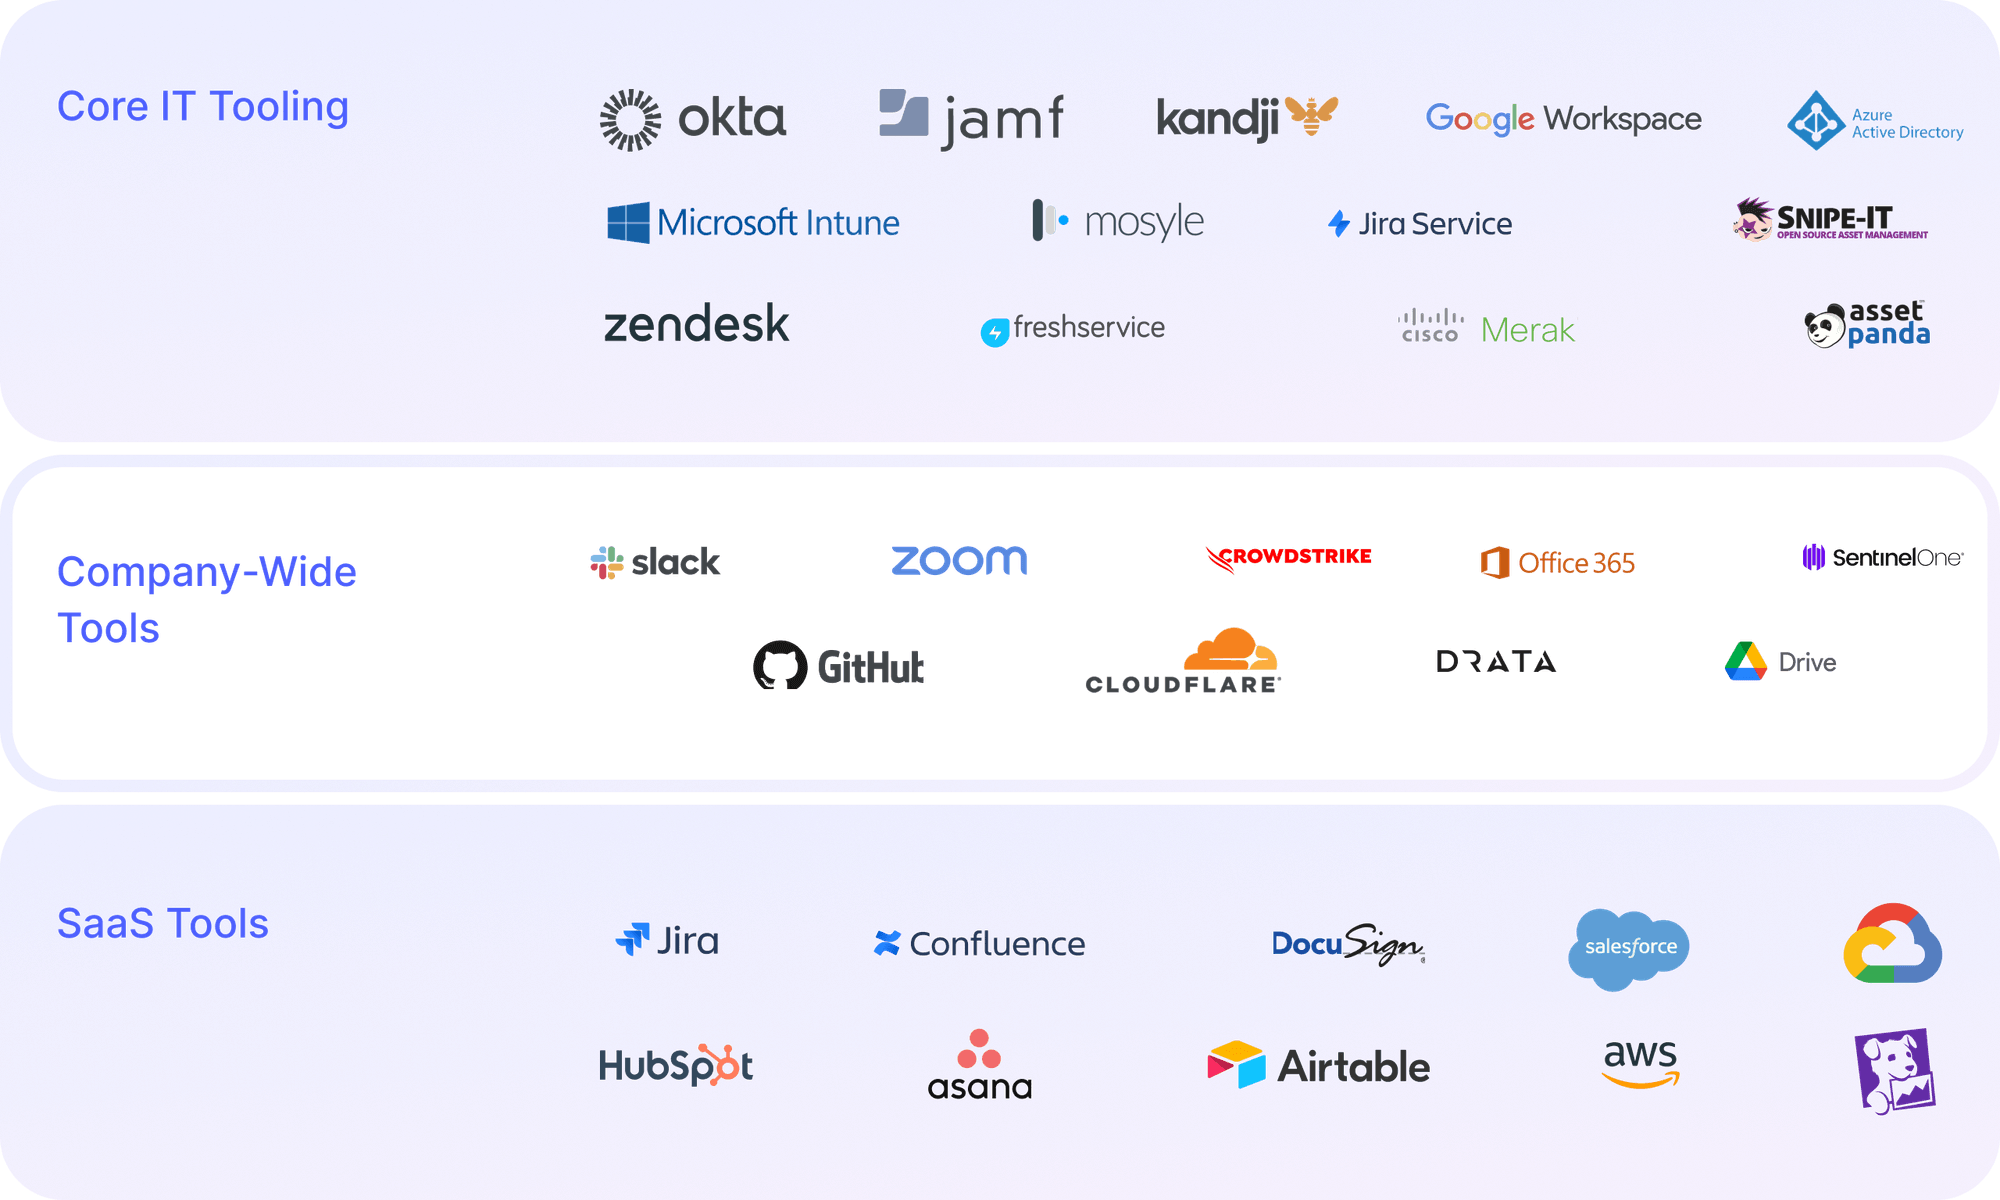 Core IT Tooling
okta
jamf
kandji
Google Workspace
Azure
Active Directory
Microsoft Intune
mosyle
Jira Service
SNIPE-IT
OPEN SOURCE ASSET MANAGEMENT
zendesk
freshservice
CISCO Merak
asset
panda
Company-Wide
Tools
slack
zoom
CROWDSTRIKE
Office 365
SentinelOne
GitHub
CLOUDFLARE
DRATA
Drive
SaaS Tools
Jira
Confluence
DocuSign
salesforce
HubSpot
asana
Airtable
aws